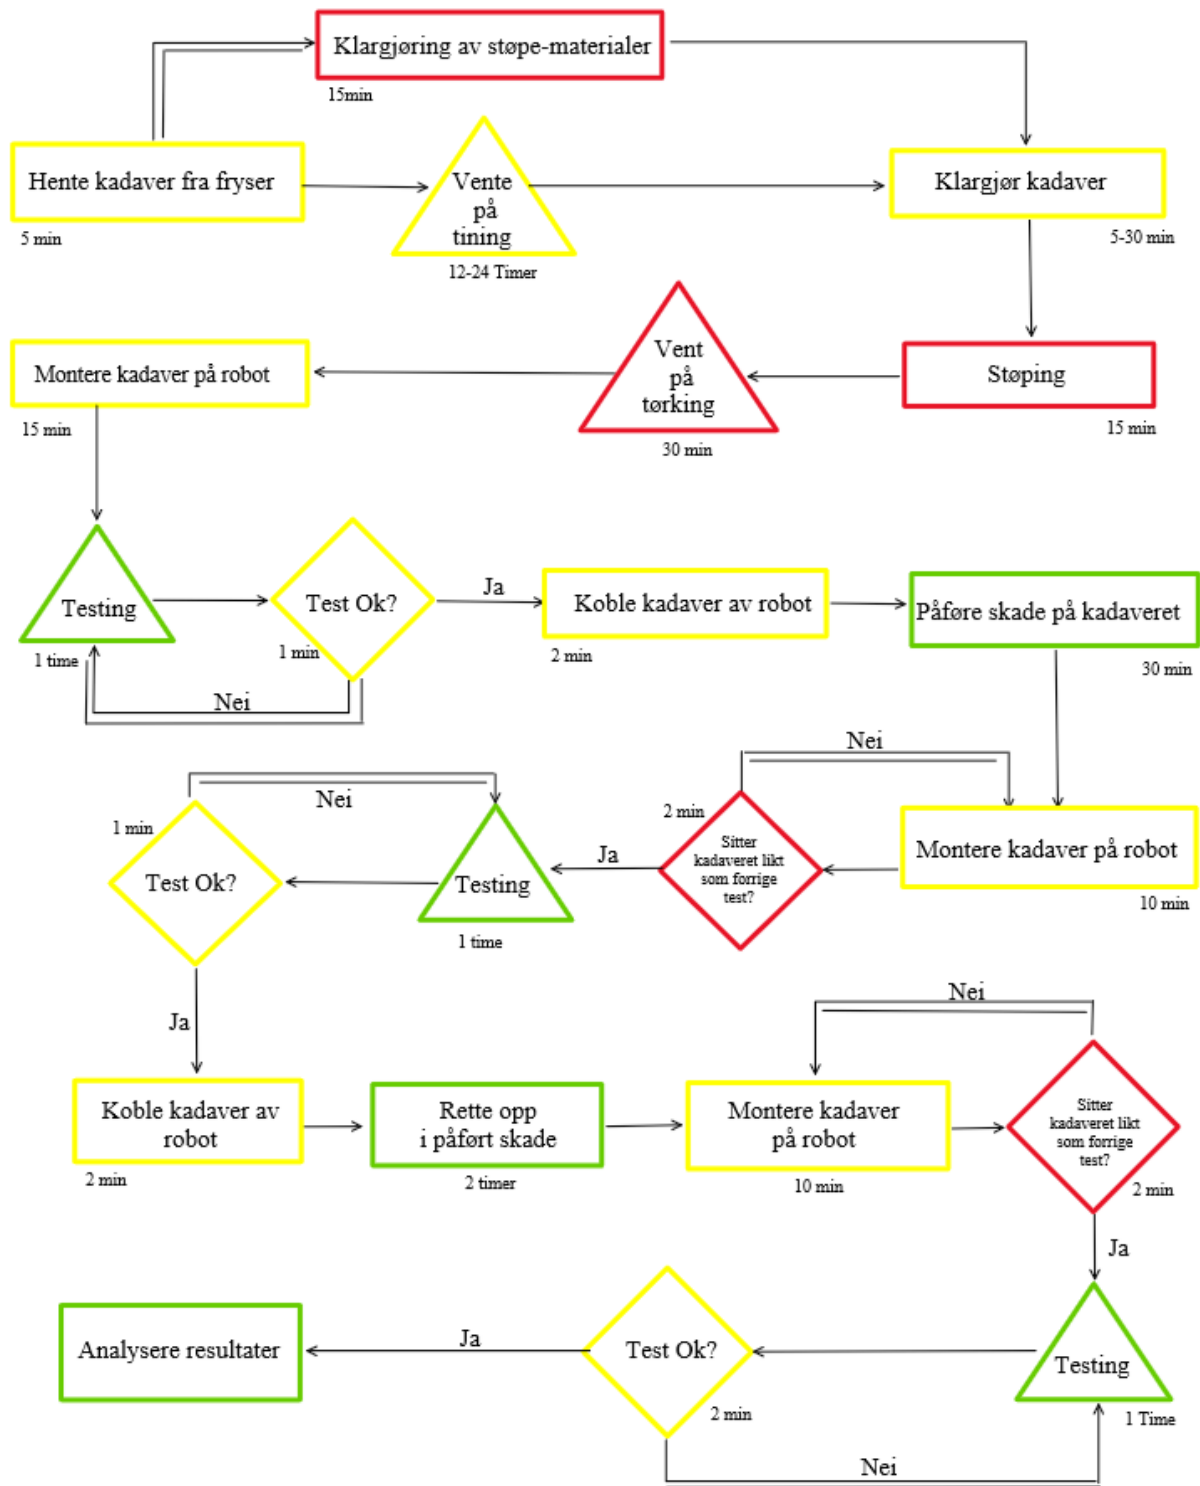 Klargjøring av støpe-materialer
15min
Hente kadaver fra fryser
5 min
Vente
på
tining
12-24 Timer
Klargjør kadaver
5-30 min
Montere kadaver på robot
15 min
Vent
på
tørking
30 min
Støping
15 min
Testing
1 time
Test Ok?
1 min
Nei
Ja
Koble kadaver av robot
2 min
Påføre skade på kadaveret
30 min
Nei
Montere kadaver på robot
10 min
2 min
Sitter
kadaveret likt
som forrige
test?
Ja
Testing
1 time
Nei
1 min
Test Ok?
Ja
Koble kadaver av
robot
2 min
Rette opp
i påført skade
2 timer
Montere kadaver
på robot
10 min
Nei
Sitter
kadaveret likt
som forrige
test?
2 min
Ja
Testing
1 Time
Test Ok?
2 min
Nei
Ja
Analysere resultater